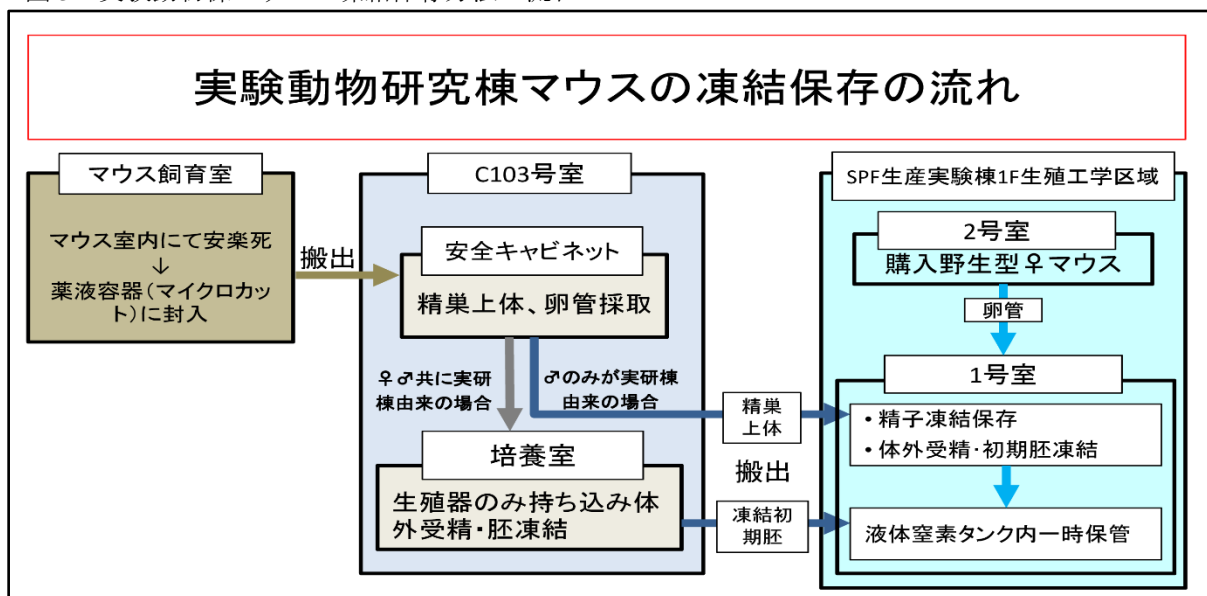 実験動物研究棟マウスの凍結保存の流れ
マウス飼育室
マウス室内にて安楽死
↓
薬液容器(マイクロカッ
ト)に封入
搬出
C103号室
安全キャビネット
精巣上体、卵管採取
♀♂共に実研
棟由来の場合
♂のみが実研棟
由来の場合
培養室
生殖器のみ持ち込み体
外受精・胚凍結
精巣
上体
搬出
凍結初
期胚
SPF生産実験棟1F生殖工学区域
2号室
購入野生型♀マウス
卵管
1号室
・精子凍結保存
・体外受精・初期胚凍結
液体窒素タンク内一時保管